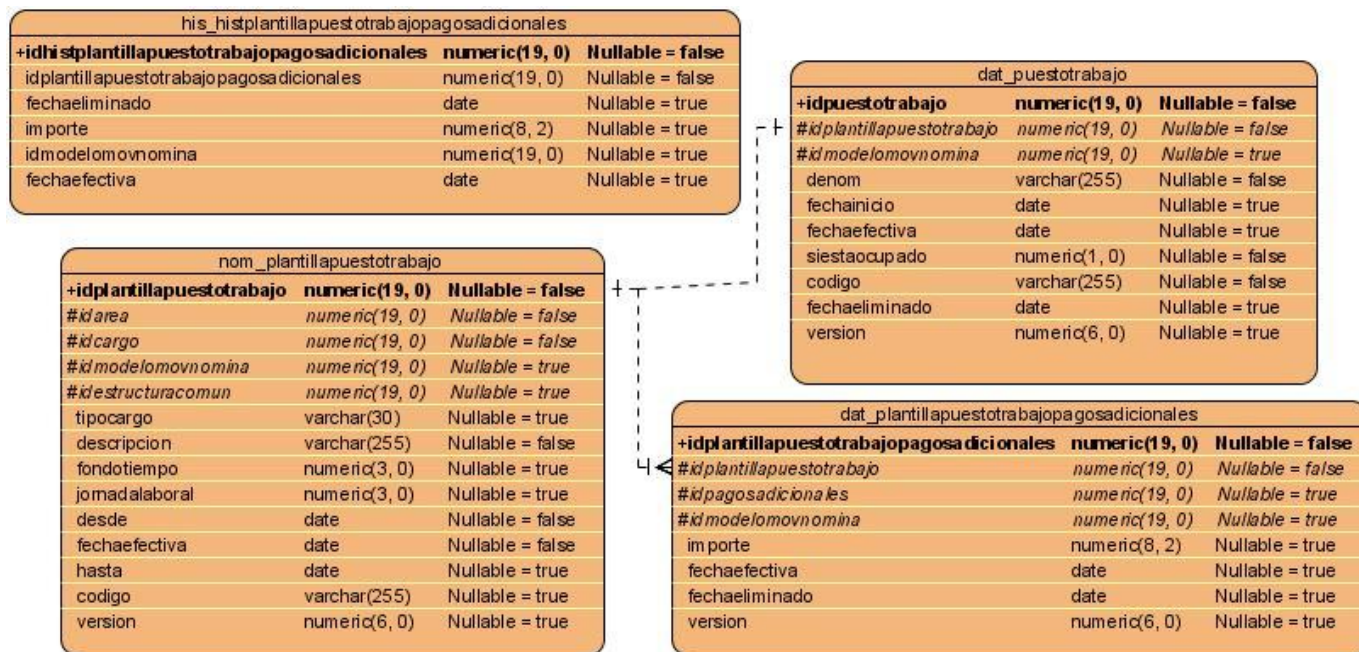 his_histplantillapuestotrabajopagosadicionales
+idhistplantillapuestotrabajopagosadicionales numeric(19, 0) Nullable = false
idplantillapuestotrabajopagosadicionales numeric(19, 0) Nullable = false
fechaeliminado date Nullable = true
importe numeric(8, 2) Nullable = true
idmodelomovnomina numeric(19, 0) Nullable = true
fechaefectiva date Nullable = true
dat_puestotrabajo
+idpuestotrabajo numeric(19, 0) Nullable = false
#idplantillapuestotrabajo numeric(19, 0) Nullable = false
#idmodelomovnomina numeric(19, 0) Nullable = true
denom varchar(255) Nullable = false
fechainicio date Nullable = true
fechaefectiva date Nullable = true
siestaocupado numeric(1, 0) Nullable = false
codigo varchar(255) Nullable = false
fechaeliminado date Nullable = true
version numeric(6, 0) Nullable = true
nom_plantillapuestotrabajo
+idplantillapuestotrabajo numeric(19, 0) Nullable = false
#idarea numeric(19, 0) Nullable = false
#idcargo numeric(19, 0) Nullable = false
#idmodelomovnomina numeric(19, 0) Nullable = true
#idestructuracomun numeric(19, 0) Nullable = true
tipocargo varchar(30) Nullable = true
descripcion varchar(255) Nullable = false
fondotiempo numeric(3, 0) Nullable = true
jornadalaboral numeric(3, 0) Nullable = true
desde date Nullable = false
fechaefectiva date Nullable = false
hasta date Nullable = true
codigo varchar(255) Nullable = true
version numeric(6, 0) Nullable = true
dat_plantillapuestotrabajopagosadicionales
+idplantillapuestotrabajopagosadicionales numeric(19, 0) Nullable = false
#idplantillapuestotrabajo numeric(19, 0) Nullable = false
#idpagosadicionales numeric(19, 0) Nullable = true
#idmodelomovnomina numeric(19, 0) Nullable = true
importe numeric(8, 2) Nullable = true
fechaefectiva date Nullable = true
fechaeliminado date Nullable = true
version numeric(6, 0) Nullable = true